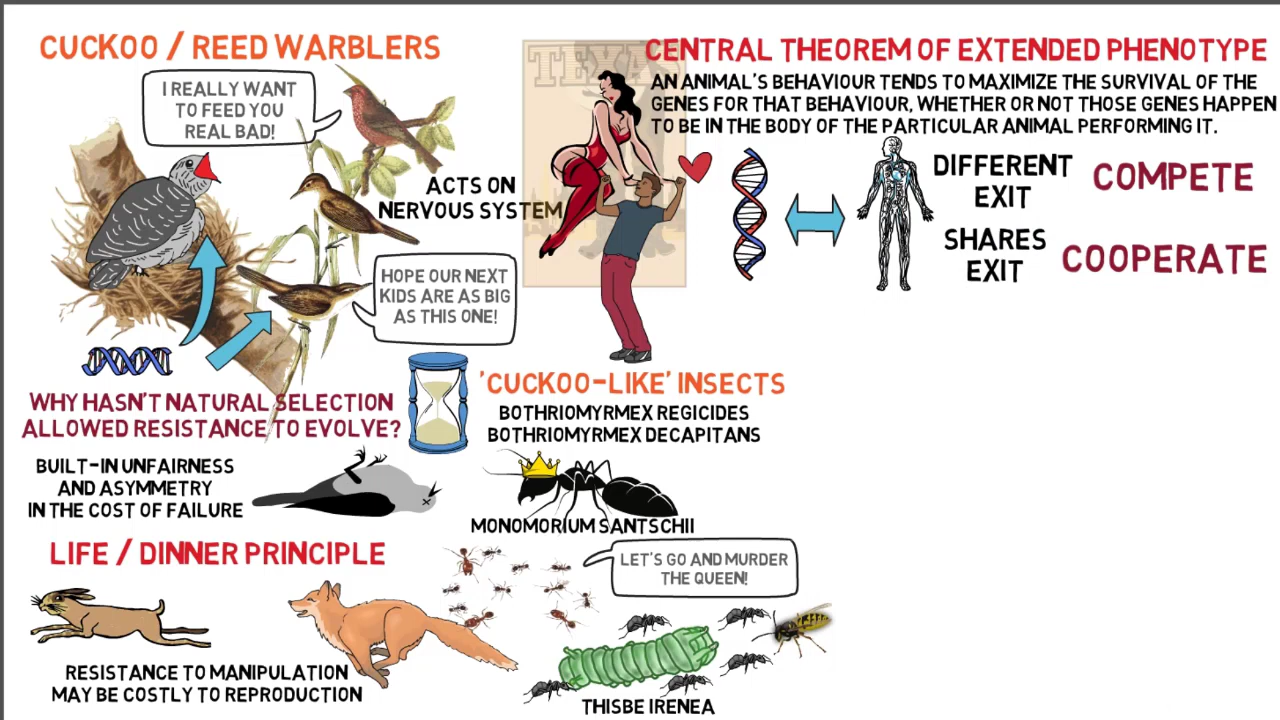 CUCKOO / REED WARBLERS
I REALLY WANT
TO FEED YOU
REAL BAD!
ACTS ON
NERVOUS SYSTEM
HOPE OUR NEXT
KIDS ARE AS BIG
AS THIS ONE!
WHY HASN'T NATURAL SELECTION
ALLOWED RESISTANCE TO EVOLVE?
BUILT-IN UNFAIRNESS
AND ASYMMETRY
IN THE COST OF FAILURE
LIFE / DINNER PRINCIPLE
RESISTANCE TO MANIPULATION
MAY BE COSTLY TO REPRODUCTION
TEXAS
CENTRAL THEOREM OF EXTENDED PHENOTYPE
AN ANIMAL'S BEHAVIOUR TENDS TO MAXIMIZE THE SURVIVAL OF THE
GENES FOR THAT BEHAVIOUR, WHETHER OR NOT THOSE GENES HAPPEN
TO BE IN THE BODY OF THE PARTICULAR ANIMAL PERFORMING IT.
DIFFERENT
EXIT
COMPETE
SHARES
EXIT
COOPERATE
'CUCKOO-LIKE' INSECTS
BOTHRIOMYRMEX REGICIDES
BOTHRIOMYRMEX DECAPITANS
MONOMORIUM SANTSCHII
LET'S GO AND MURDER
THE QUEEN!
THISBE IRENEA